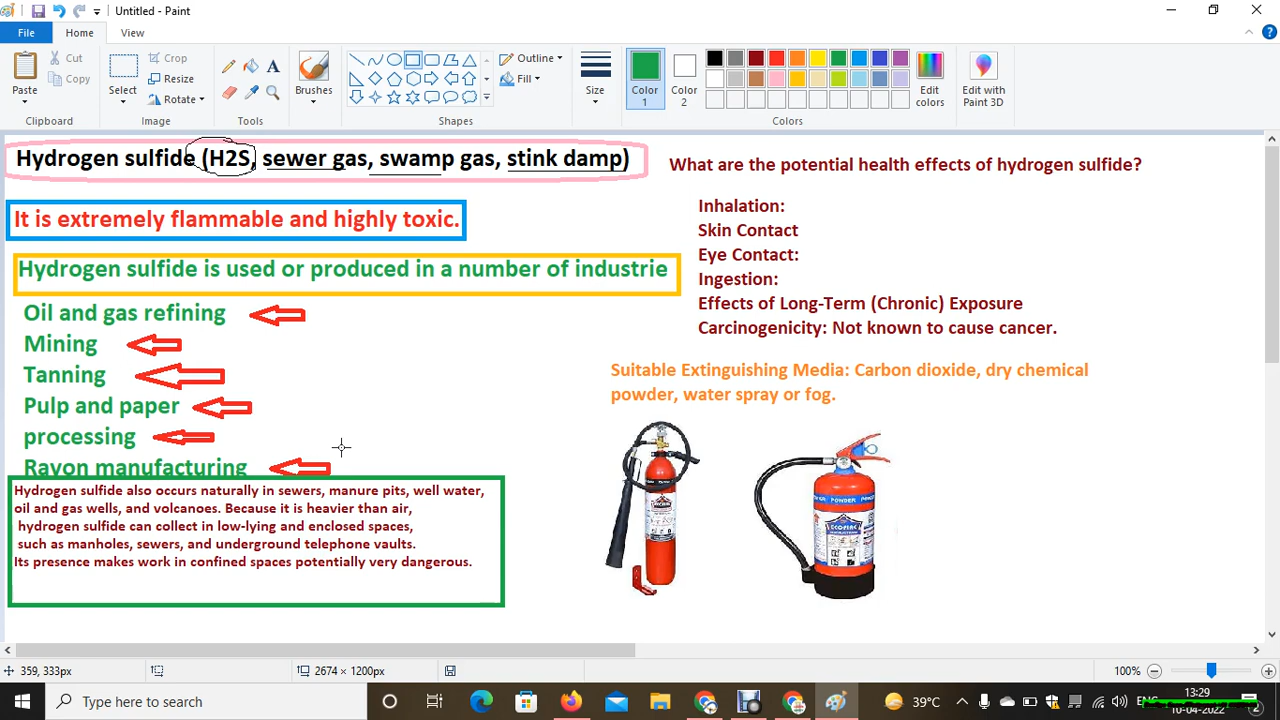 Untitled - Paint
File
Home
View
Paste
Cut
Copy
Clipboard
Select
Crop
Resize
Rotate
Image
Tools
Brushes
Outline
Fill
Shapes
Size
Color 1
Color 2
Edit colors
Colors
Edit with Paint 3D
Hydrogen sulfide (H2S, sewer gas, swamp gas, stink damp)
It is extremely flammable and highly toxic.
Hydrogen sulfide is used or produced in a number of industrie
Oil and gas refining
Mining
Tanning
Pulp and paper
processing
Rayon manufacturing
Hydrogen sulfide also occurs naturally in sewers, manure pits, well water,
oil and gas wells, and volcanoes. Because it is heavier than air,
hydrogen sulfide can collect in low-lying and enclosed spaces,
such as manholes, sewers, and underground telephone vaults.
Its presence makes work in confined spaces potentially very dangerous.
What are the potential health effects of hydrogen sulfide?
Inhalation:
Skin Contact
Eye Contact:
Ingestion:
Effects of Long-Term (Chronic) Exposure
Carcinogenicity: Not known to cause cancer.
Suitable Extinguishing Media: Carbon dioxide, dry chemical
powder, water spray or fog.
POWDER
ECOFIRE
359, 333px
2674 × 1200px
100%
Type here to search
39°C
ENG
13:29
10-04-2022
2